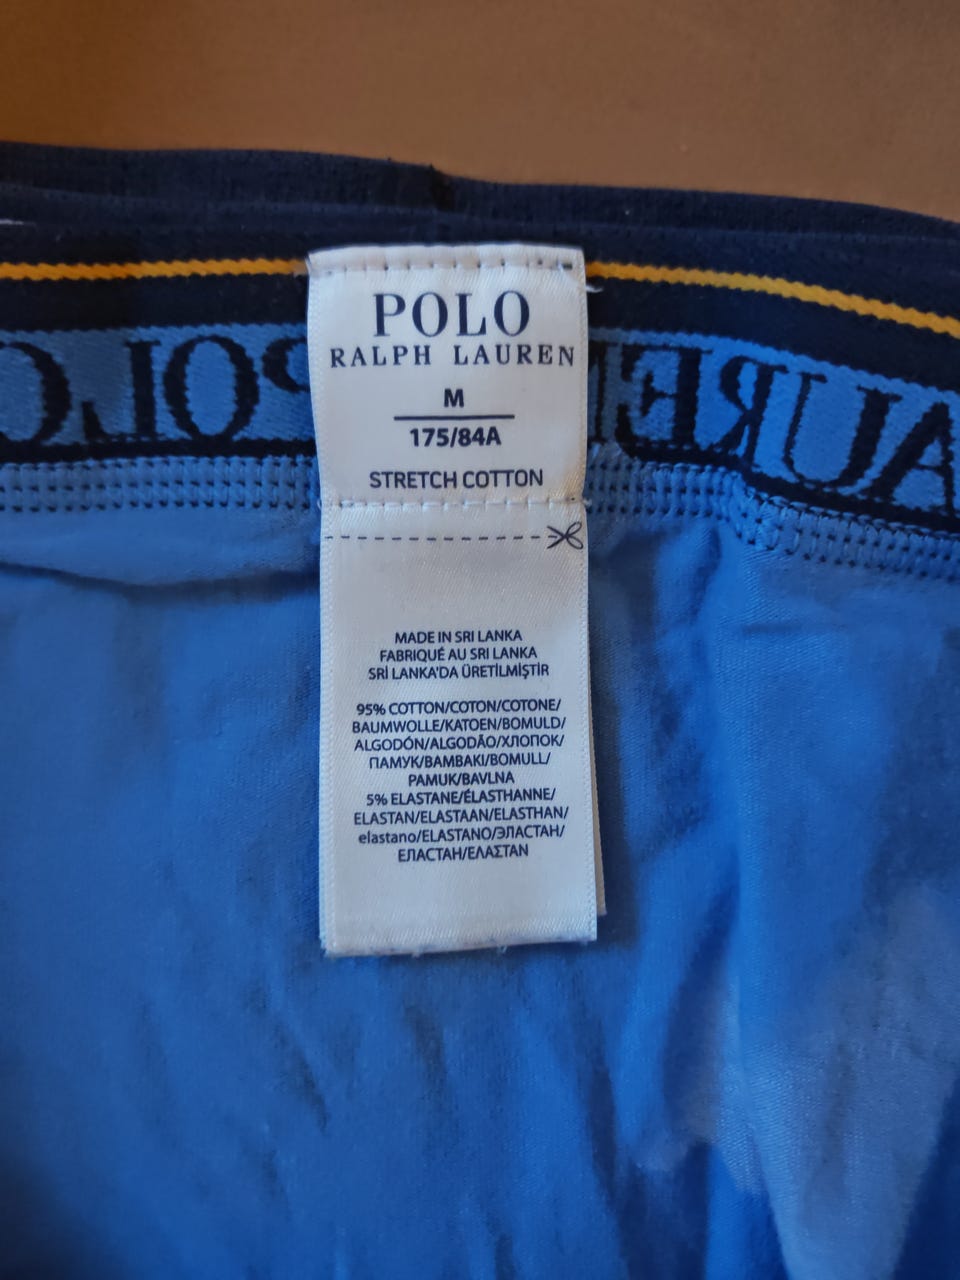 POLO
RALPH LAUREN
M
175/84A
STRETCH COTTON
MADE IN SRI LANKA
FABRIQUÉ AU SRI LANKA
SRİ LANKA'DA ÜRETİLMİŞTİR
95% COTTON/COTON/COTONE/
BAUMWOLLE/KATOEN/BOMULD/
ALGODÓN/ALGODÃO/ХЛОПОК/
ПАМУК/ΒΑΜΒΑΚΙ/BOMULL/
PAMUK/BAVLNA
5% ELASTANE/ÉLASTHANNE/
ELASTAN/ELASTAAN/ELASTHAN/
elastano/ELASTANO/ЭЛАСТАН/
ЕЛАСТАН/ΕΛΑΣΤΑΝ
POLO